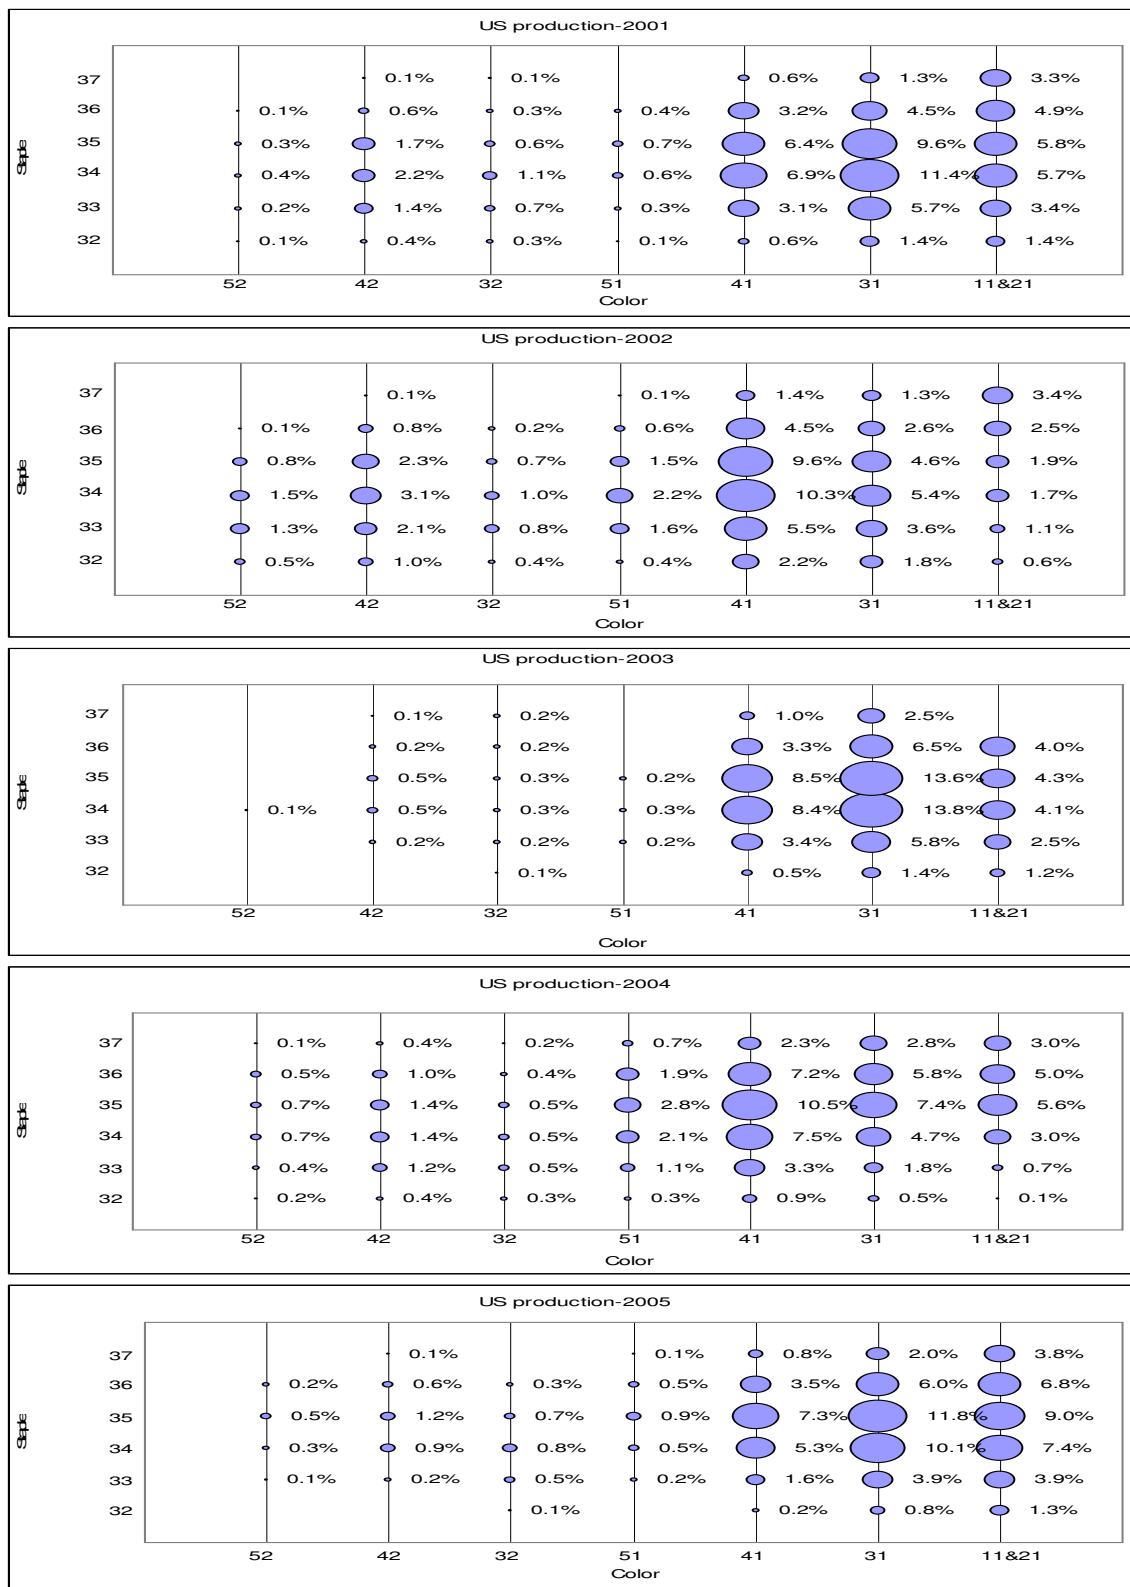 US production-2001
37 0.1% 0.1% 0.6% 1.3% 3.3%
36 0.1% 0.6% 0.3% 0.4% 3.2% 4.5% 4.9%
35 0.3% 1.7% 0.6% 0.7% 6.4% 9.6% 5.8%
Staple
34 0.4% 2.2% 1.1% 0.6% 6.9% 11.4% 5.7%
33 0.2% 1.4% 0.7% 0.3% 3.1% 5.7% 3.4%
32 0.1% 0.4% 0.3% 0.1% 0.6% 1.4% 1.4%
52 42 32 51 41 31 11&21
Color
US production-2002
37 0.1% 0.1% 1.4% 1.3% 3.4%
36 0.1% 0.8% 0.2% 0.6% 4.5% 2.6% 2.5%
35 0.8% 2.3% 0.7% 1.5% 9.6% 4.6% 1.9%
Staple
34 1.5% 3.1% 1.0% 2.2% 10.3% 5.4% 1.7%
33 1.3% 2.1% 0.8% 1.6% 5.5% 3.6% 1.1%
32 0.5% 1.0% 0.4% 0.4% 2.2% 1.8% 0.6%
52 42 32 51 41 31 11&21
Color
US production-2003
37 0.1% 0.2% 1.0% 2.5%
36 0.2% 0.2% 3.3% 6.5% 4.0%
35 0.5% 0.3% 0.2% 8.5% 13.6% 4.3%
Staple
34 0.1% 0.5% 0.3% 0.3% 8.4% 13.8% 4.1%
33 0.2% 0.2% 0.2% 3.4% 5.8% 2.5%
32 0.1% 0.5% 1.4% 1.2%
52 42 32 51 41 31 11&21
Color
US production-2004
37 0.1% 0.4% 0.2% 0.7% 2.3% 2.8% 3.0%
36 0.5% 1.0% 0.4% 1.9% 7.2% 5.8% 5.0%
35 0.7% 1.4% 0.5% 2.8% 10.5% 7.4% 5.6%
Staple
34 0.7% 1.4% 0.5% 2.1% 7.5% 4.7% 3.0%
33 0.4% 1.2% 0.5% 1.1% 3.3% 1.8% 0.7%
32 0.2% 0.4% 0.3% 0.3% 0.9% 0.5% 0.1%
52 42 32 51 41 31 11&21
Color
US production-2005
37 0.1% 0.1% 0.8% 2.0% 3.8%
36 0.2% 0.6% 0.3% 0.5% 3.5% 6.0% 6.8%
35 0.5% 1.2% 0.7% 0.9% 7.3% 11.8% 9.0%
Staple
34 0.3% 0.9% 0.8% 0.5% 5.3% 10.1% 7.4%
33 0.1% 0.2% 0.5% 0.2% 1.6% 3.9% 3.9%
32 0.1% 0.2% 0.8% 1.3%
52 42 32 51 41 31 11&21
Color